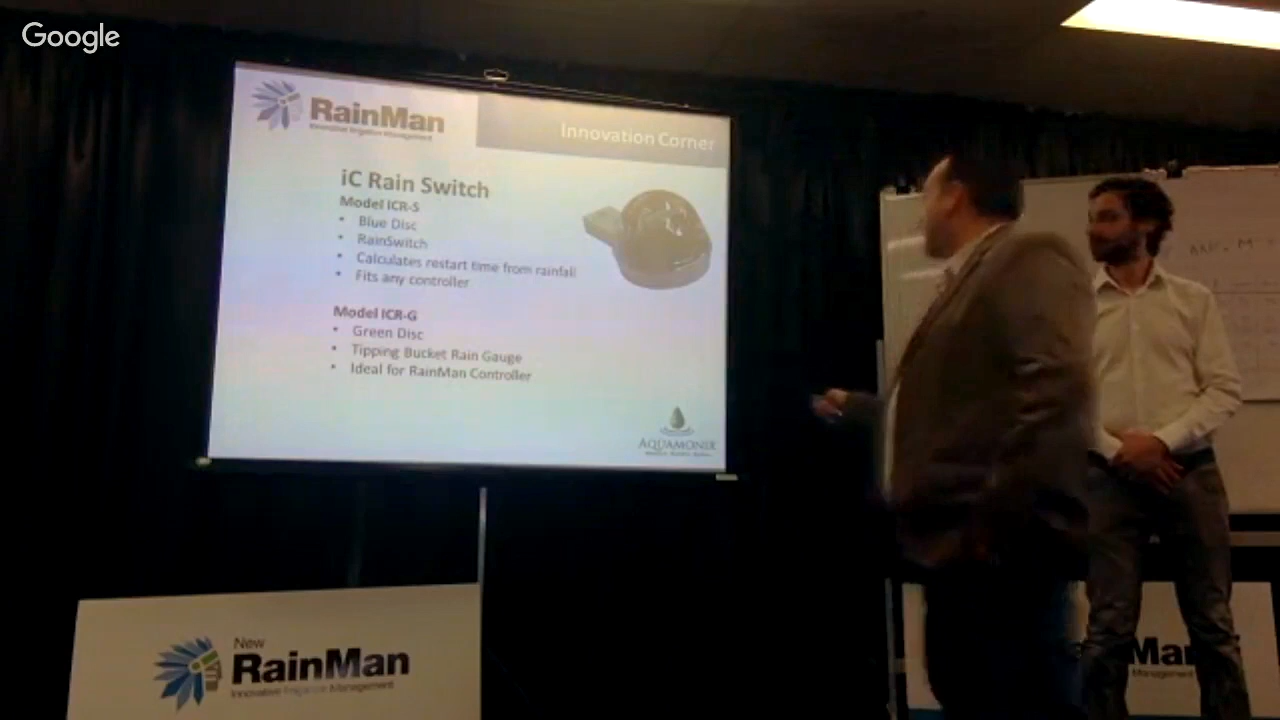 Google
RainMan
Innovative Irrigation Management
Innovation Corner
iC Rain Switch
Model ICR-S
• Blue Disc
• RainSwitch
• Calculates restart time from rainfall
• Fits any controller
Model ICR-G
• Green Disc
• Tipping Bucket Rain Gauge
• Ideal for RainMan Controller
AQUAMONIX
New
RainMan
Innovative Irrigation Management
Man
Management